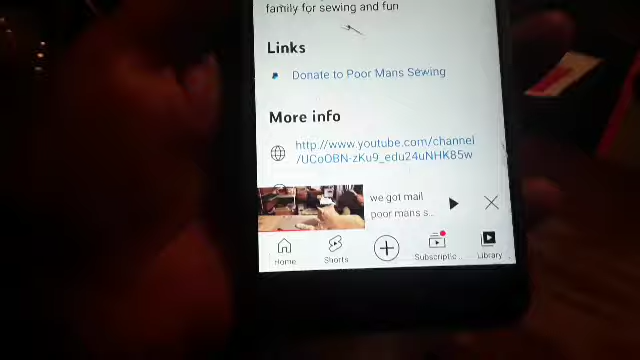 family for sewing and fun
Links
Donate to Poor Mans Sewing
More info
http://www.youtube.com/channel
/UCoOBN-zKu9_edu24uNHK85w
we got mail
poor mans s...
Home
Shorts
Subscriptic...
Library